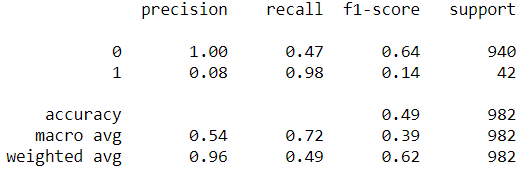 precision recall f1-score support
0 1.00 0.47 0.64 940
1 0.08 0.98 0.14 42
accuracy 0.49 982
macro avg 0.54 0.72 0.39 982
weighted avg 0.96 0.49 0.62 982